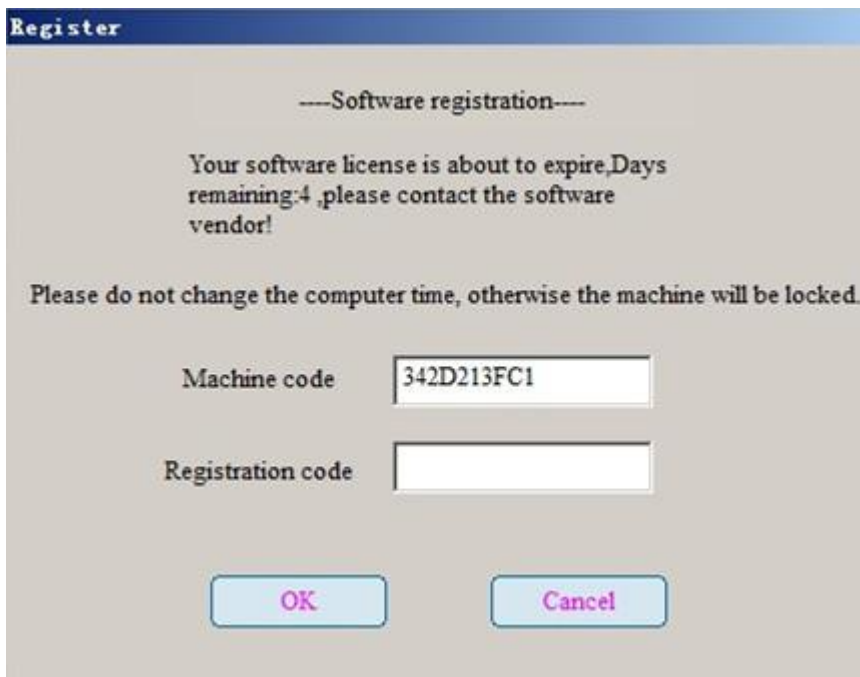 Register
----Software registration----
Your software license is about to expire,Days
remaining:4 ,please contact the software
vendor!
Please do not change the computer time, otherwise the machine will be locked.
Machine code 342D213FC1
Registration code
OK Cancel